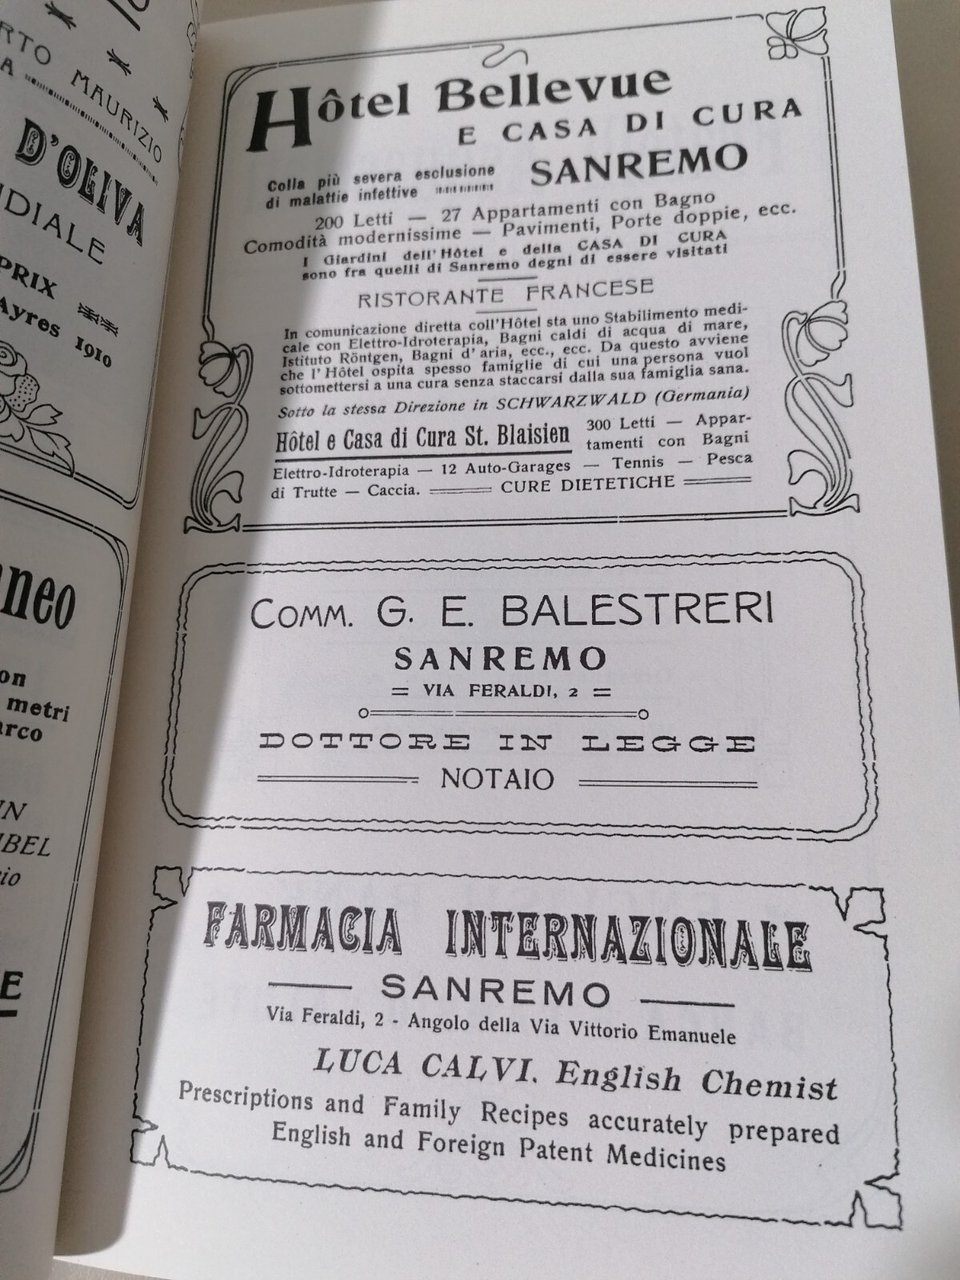 RTO MAURIZIO
D'OLIVA
NDIALE
PRIX
Ayres 1910
neo
on
metri
arco
IN
IBEL
cio
E
Hôtel Bellevue
E CASA DI CURA
Colla più severa esclusione
di malattie infettive
SANREMO
200 Letti — 27 Appartamenti con Bagno
Comodità modernissime — Pavimenti, Porte doppie, ecc.
I Giardini dell'Hôtel e della CASA DI CURA
sono fra quelli di Sanremo degni di essere visitati
RISTORANTE FRANCESE
In comunicazione diretta coll'Hôtel sta uno Stabilimento medi-
cale con Elettro-Idroterapia, Bagni caldi di acqua di mare,
Istituto Röntgen, Bagni d'aria, ecc., ecc. Da questo avviene
che l'Hôtel ospita spesso famiglie di cui una persona vuol
sottomettersi a una cura senza staccarsi dalla sua famiglia sana.
Sotto la stessa Direzione in SCHWARZWALD (Germania)
Hôtel e Casa di Cura St. Blaisien
300 Letti — Appar-
tamenti con Bagni
Elettro-Idroterapia — 12 Auto-Garages — Tennis — Pesca
di Trutte — Caccia. CURE DIETETICHE
COMM. G. E. BALESTRERI
SANREMO
= VIA FERALDI, 2 =
DOTTORE IN LEGGE
NOTAIO
FARMACIA INTERNAZIONALE
SANREMO
Via Feraldi, 2 - Angolo della Via Vittorio Emanuele
LUCA CALVI. English Chemist
Prescriptions and Family Recipes accurately prepared
English and Foreign Patent Medicines